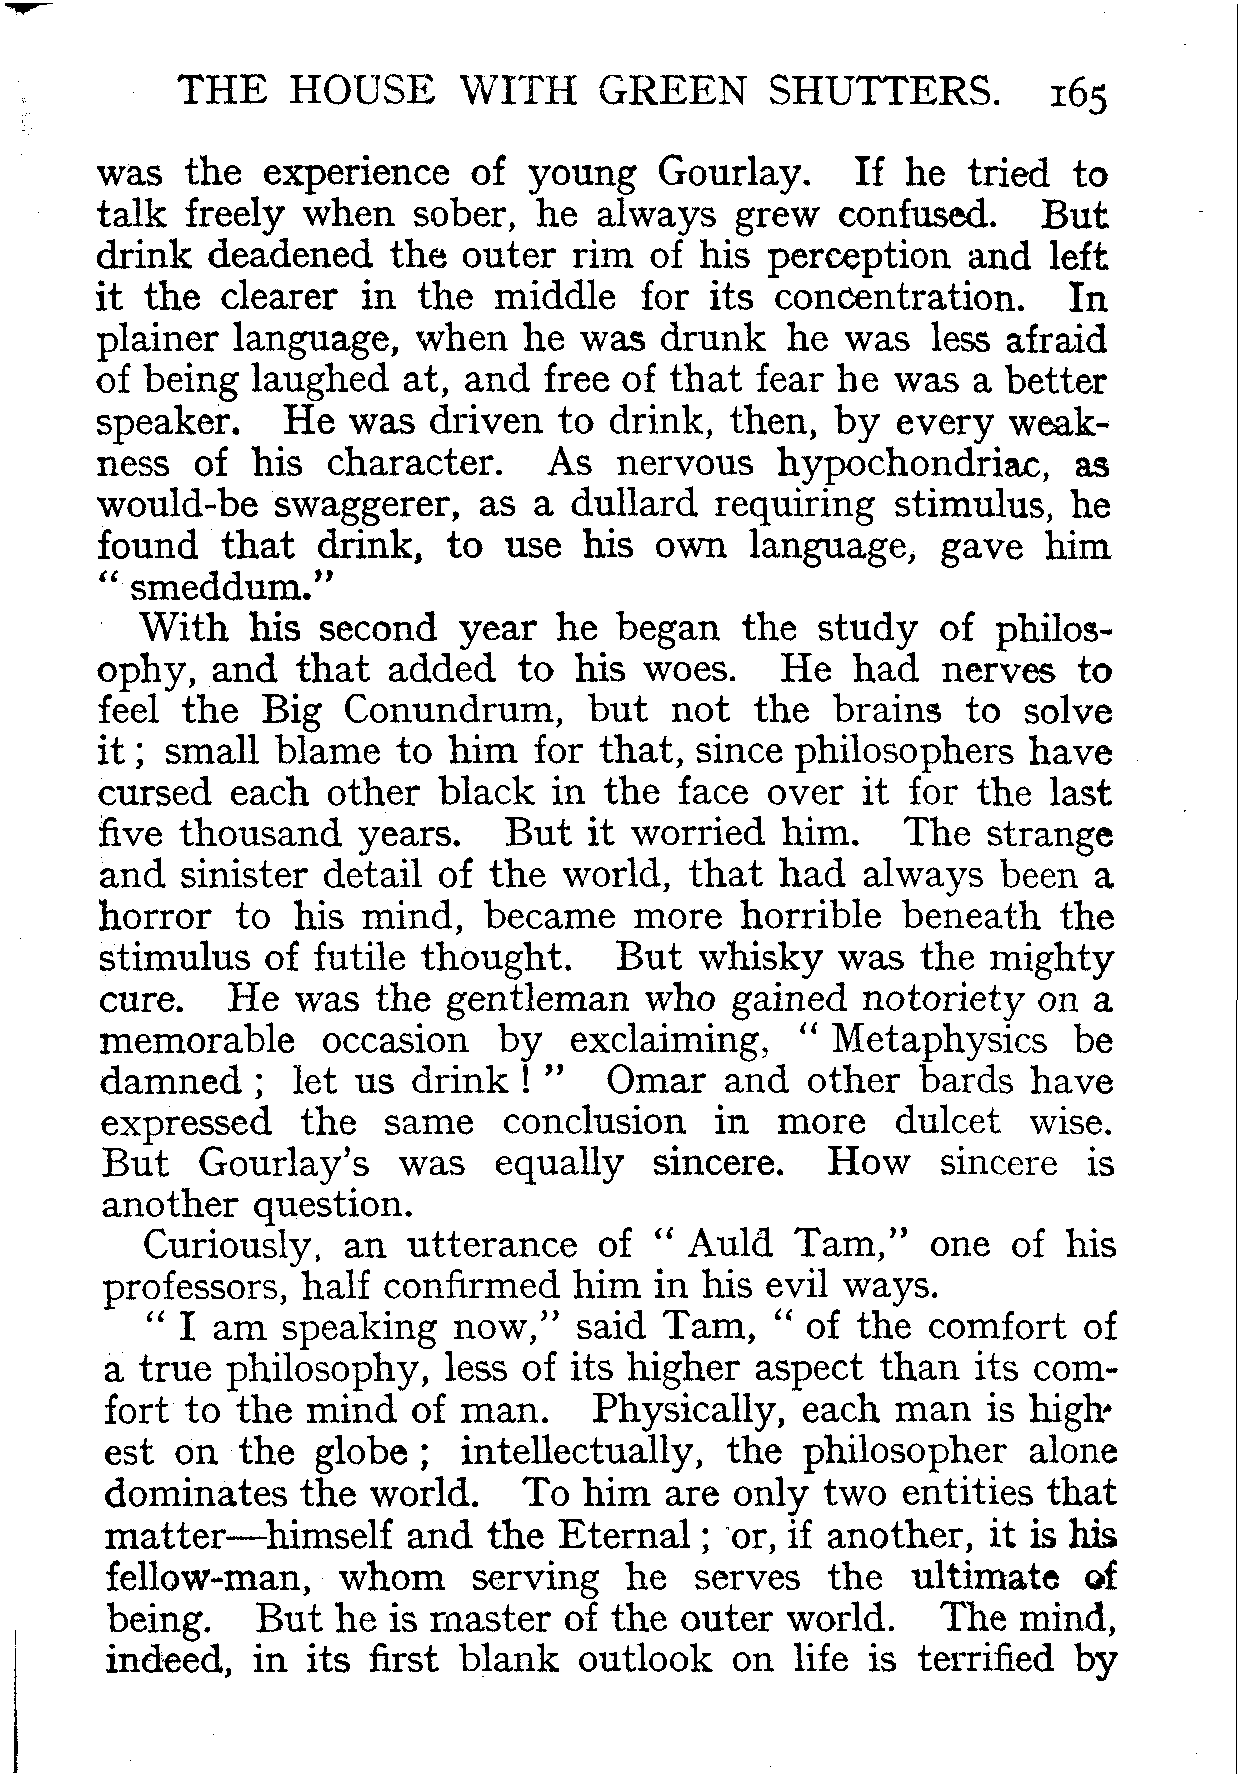 THE HOUSE WITH GREEN SHUTTERS. 165
was the experience of young Gourlay. If he tried to
talk freely when sober, he always grew confused. But
drink deadened the outer rim of his perception and left
it the clearer in the middle for its concentration. In
plainer language, when he was drunk he was less afraid
of being laughed at, and free of that fear he was a better
speaker. He was driven to drink, then, by every weak-
ness of his character. As nervous hypochondriac, as
would-be swaggerer, as a dullard requiring stimulus, he
found that drink, to use his own language, gave him
“ smeddum.”
With his second year he began the study of philos-
ophy, and that added to his woes. He had nerves to
feel the Big Conundrum, but not the brains to solve
it ; small blame to him for that, since philosophers have
cursed each other black in the face over it for the last
five thousand years. But it worried him. The strange
and sinister detail of the world, that had always been a
horror to his mind, became more horrible beneath the
stimulus of futile thought. But whisky was the mighty
cure. He was the gentleman who gained notoriety on a
memorable occasion by exclaiming, “ Metaphysics be
damned ; let us drink ! ” Omar and other bards have
expressed the same conclusion in more dulcet wise.
But Gourlay’s was equally sincere. How sincere is
another question.
Curiously, an utterance of “ Auld Tam,” one of his
professors, half confirmed him in his evil ways.
“ I am speaking now,” said Tam, “ of the comfort of
a true philosophy, less of its higher aspect than its com-
fort to the mind of man. Physically, each man is high-
est on the globe ; intellectually, the philosopher alone
dominates the world. To him are only two entities that
matter—himself and the Eternal ; or, if another, it is his
fellow-man, whom serving he serves the ultimate of
being. But he is master of the outer world. The mind,
indeed, in its first blank outlook on life is terrified by